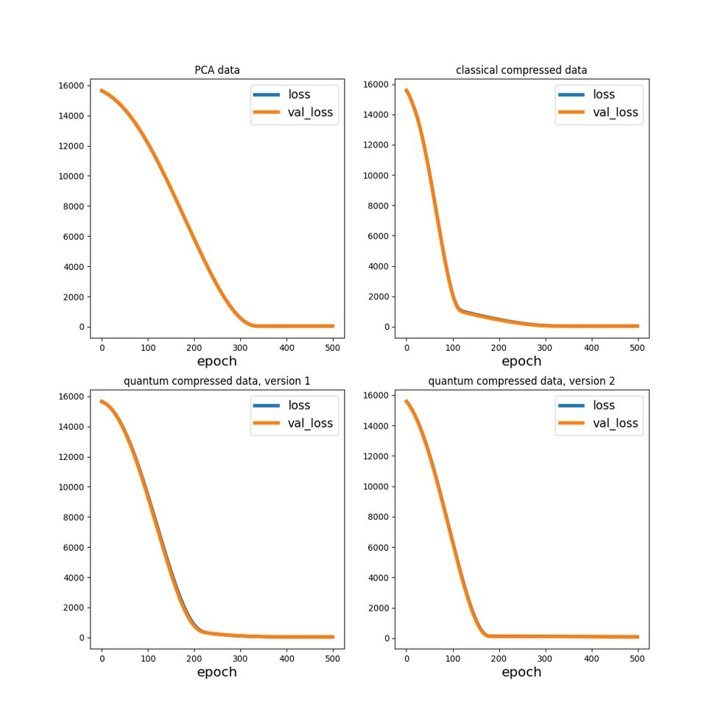 PCA data
16000
14000
12000
10000
8000
6000
4000
2000
0
loss
val_loss
0 100 200 300 400 500
epoch
classical compressed data
16000
14000
12000
10000
8000
6000
4000
2000
0
loss
val_loss
0 100 200 300 400 500
epoch
quantum compressed data, version 1
16000
14000
12000
10000
8000
6000
4000
2000
0
loss
val_loss
0 100 200 300 400 500
epoch
quantum compressed data, version 2
16000
14000
12000
10000
8000
6000
4000
2000
0
loss
val_loss
0 100 200 300 400 500
epoch